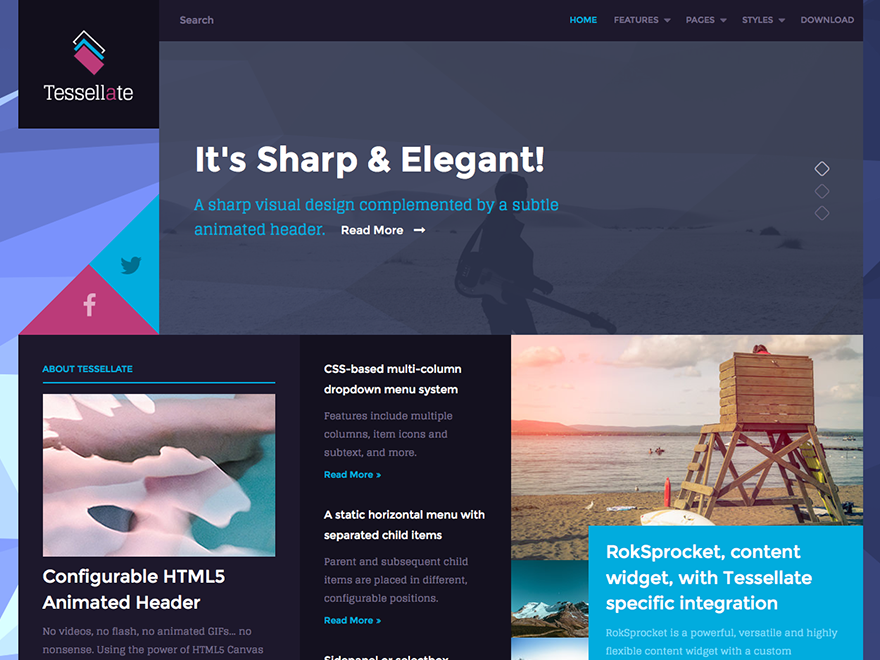 Search
HOME
FEATURES
PAGES
STYLES
DOWNLOAD
Tessellate
It's Sharp & Elegant!
A sharp visual design complemented by a subtle
animated header.
Read More
ABOUT TESSELLATE
Configurable HTML5
Animated Header
No videos, no flash, no animated GIFs... no
nonsense. Using the power of HTML5 Canvas
CSS-based multi-column
dropdown menu system
Features include multiple
columns, item icons and
subtext, and more.
Read More »
A static horizontal menu with
separated child items
Parent and subsequent child
items are placed in different,
configurable positions.
Read More »
Sidepanel or selectbox
RokSprocket, content
widget, with Tessellate
specific integration
RokSprocket is a powerful, versatile and highly
flexible content widget with a custom